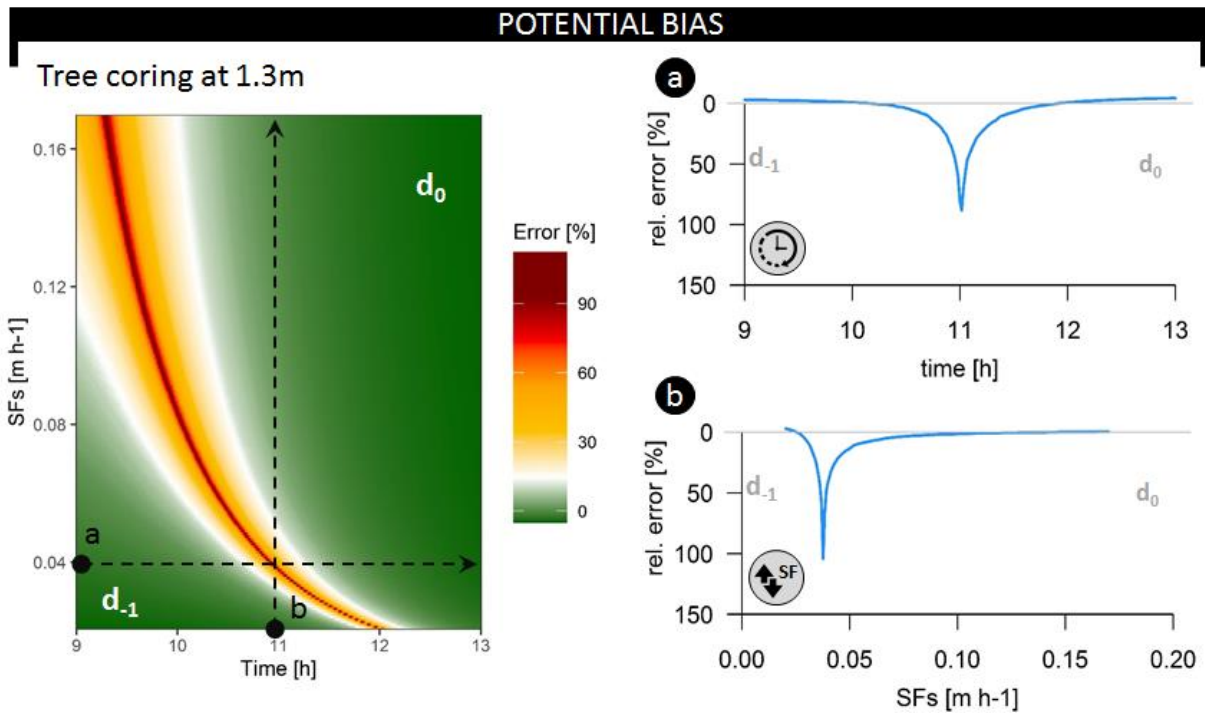 POTENTIAL BIAS
Tree coring at 1.3m
SFs [m h-1]
0.16
0.12
0.08
0.04
d0
a
d-1
b
9 10 11 12 13
Time [h]
Error [%]
90
60
30
0
a
rel. error [%]
0
50
100
150
d-1
d0
9 10 11 12 13
time [h]
b
rel. error [%]
0
50
100
150
d-1
d0
SF
0.00 0.05 0.10 0.15 0.20
SFs [m h-1]